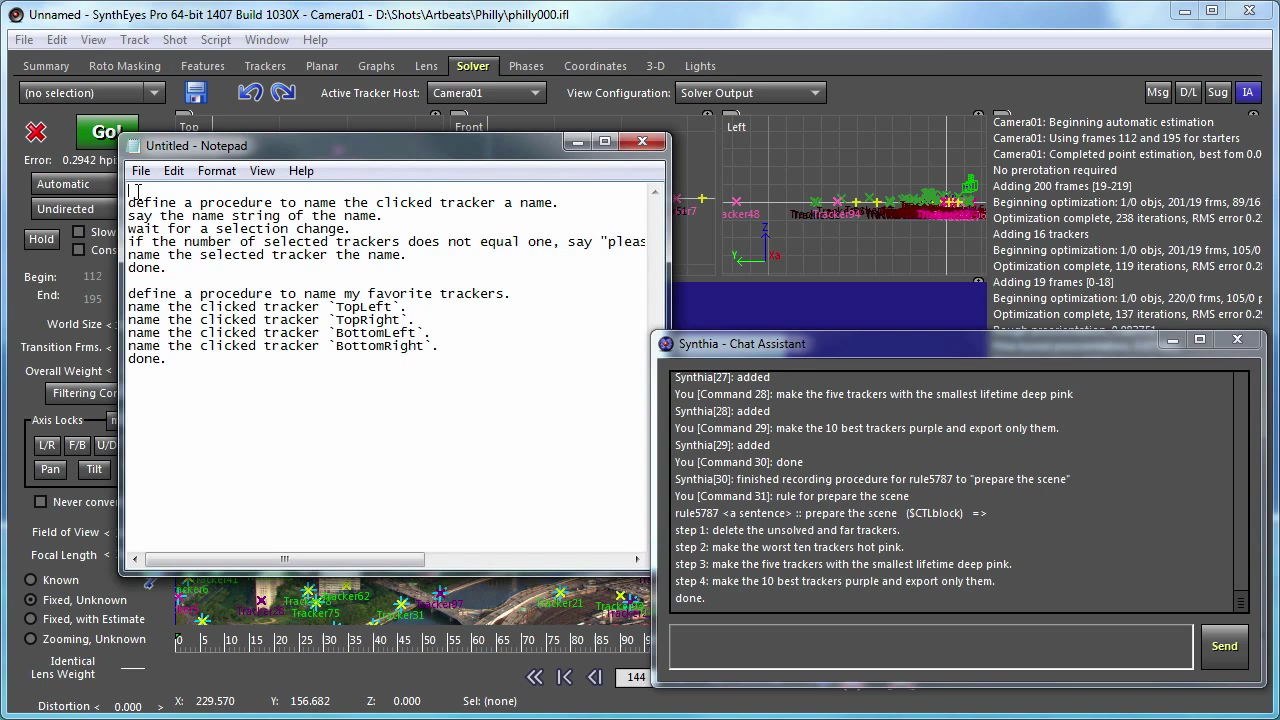 Unnamed - SynthEyes Pro 64-bit 1407 Build 1030X - Camera01 - D:\Shots\Artbeats\Philly\philly000.ifl
File Edit View Track Shot Script Window Help
Summary Roto Masking Features Trackers Planar Graphs Lens Solver Phases Coordinates 3-D Lights
(no selection) Active Tracker Host: Camera01 View Configuration: Solver Output Msg D/L Sug IA
Go!
Top
Front
Left
Error: 0.2942 hpi
Automatic
Undirected
Hold
Slow
Cons
Begin: 112
End: 195
World Size
Transition Frms.
Overall Weight
Filtering Con
Axis Locks
L/R F/B U/D
Pan Tilt
Never conve
Field of View
Focal Length
Known
Fixed, Unknown
Fixed, with Estimate
Zooming, Unknown
Identical
Lens Weight
Distortion 0.000
Untitled - Notepad
File Edit Format View Help
define a procedure to name the clicked tracker a name.
say the name string of the name.
wait for a selection change.
if the number of selected trackers does not equal one, say "pleas
name the selected tracker the name.
done.
define a procedure to name my favorite trackers.
name the clicked tracker `TopLeft`.
name the clicked tracker `TopRight`.
name the clicked tracker `BottomLeft`.
name the clicked tracker `BottomRight`.
done.
Camera01: Beginning automatic estimation
Camera01: Using frames 112 and 195 for starters
Camera01: Completed point estimation, best fom 0.0
No prerotation required
Adding 200 frames [19-219]
Beginning optimization: 1/0 objs, 201/19 frms, 89/16
Optimization complete, 238 iterations, RMS error 0.2
Adding 16 trackers
Beginning optimization: 1/0 objs, 201/19 frms, 105/0
Optimization complete, 119 iterations, RMS error 0.28
Adding 19 frames [0-18]
Beginning optimization: 1/0 objs, 220/0 frms, 105/0 p
Optimization complete, 137 iterations, RMS error 0.29
Synthia - Chat Assistant
Synthia[27]: added
You [Command 28]: make the five trackers with the smallest lifetime deep pink
Synthia[28]: added
You [Command 29]: make the 10 best trackers purple and export only them.
Synthia[29]: added
You [Command 30]: done
Synthia[30]: finished recording procedure for rule5787 to "prepare the scene"
You [Command 31]: rule for prepare the scene
rule5787 <a sentence> :: prepare the scene ($CTLblock) =>
step 1: delete the unsolved and far trackers.
step 2: make the worst ten trackers hot pink.
step 3: make the five trackers with the smallest lifetime deep pink.
step 4: make the 10 best trackers purple and export only them.
done.
Send
Z
Y
Xa
Tracker41
Tracker62
Tracker75
Tracker31
Tracker97
Tracker21
0 5 10 15 20 25 30 35 40 45 50 55 60 65 70 75 80 85 90
144
X: 229.570 Y: 156.682 Z: 0.000 Sel: (none)